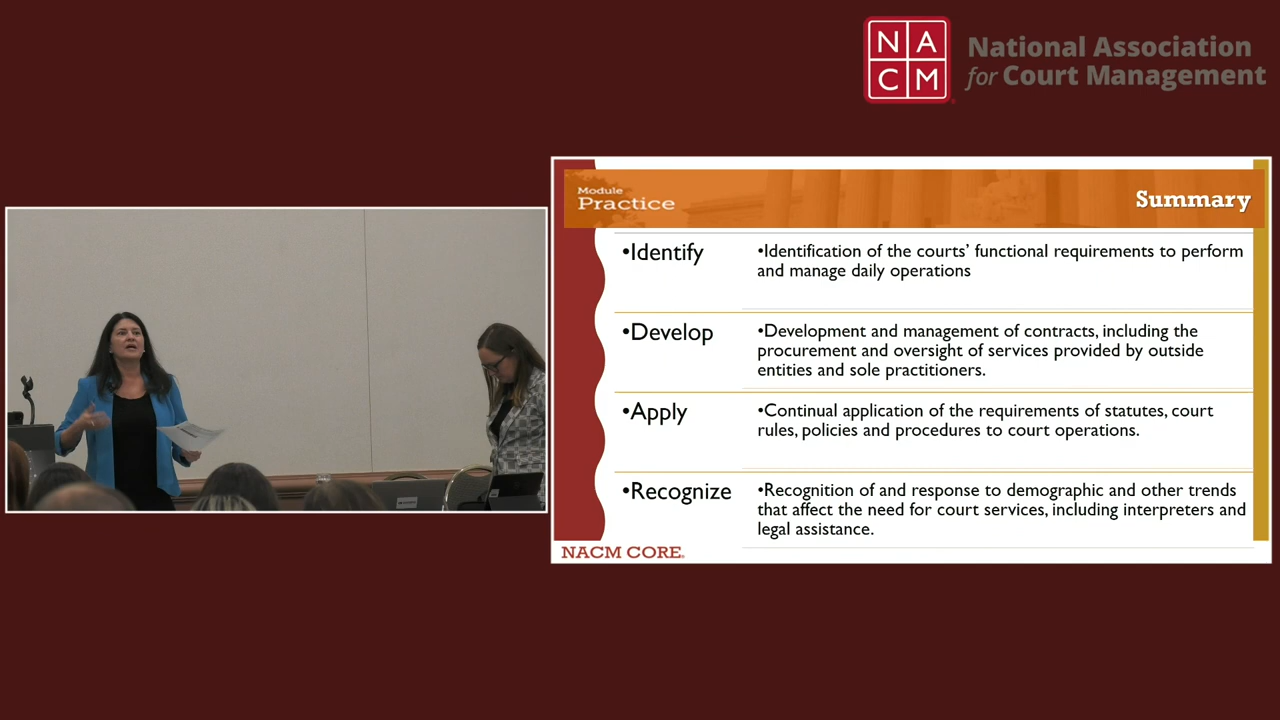 N A
C M
National Association
for Court Management
Module
Practice
Summary
•Identify
•Identification of the courts’ functional requirements to perform
and manage daily operations
•Develop
•Development and management of contracts, including the
procurement and oversight of services provided by outside
entities and sole practitioners.
•Apply
•Continual application of the requirements of statutes, court
rules, policies and procedures to court operations.
•Recognize
•Recognition of and response to demographic and other trends
that affect the need for court services, including interpreters and
legal assistance.
NACM CORE®